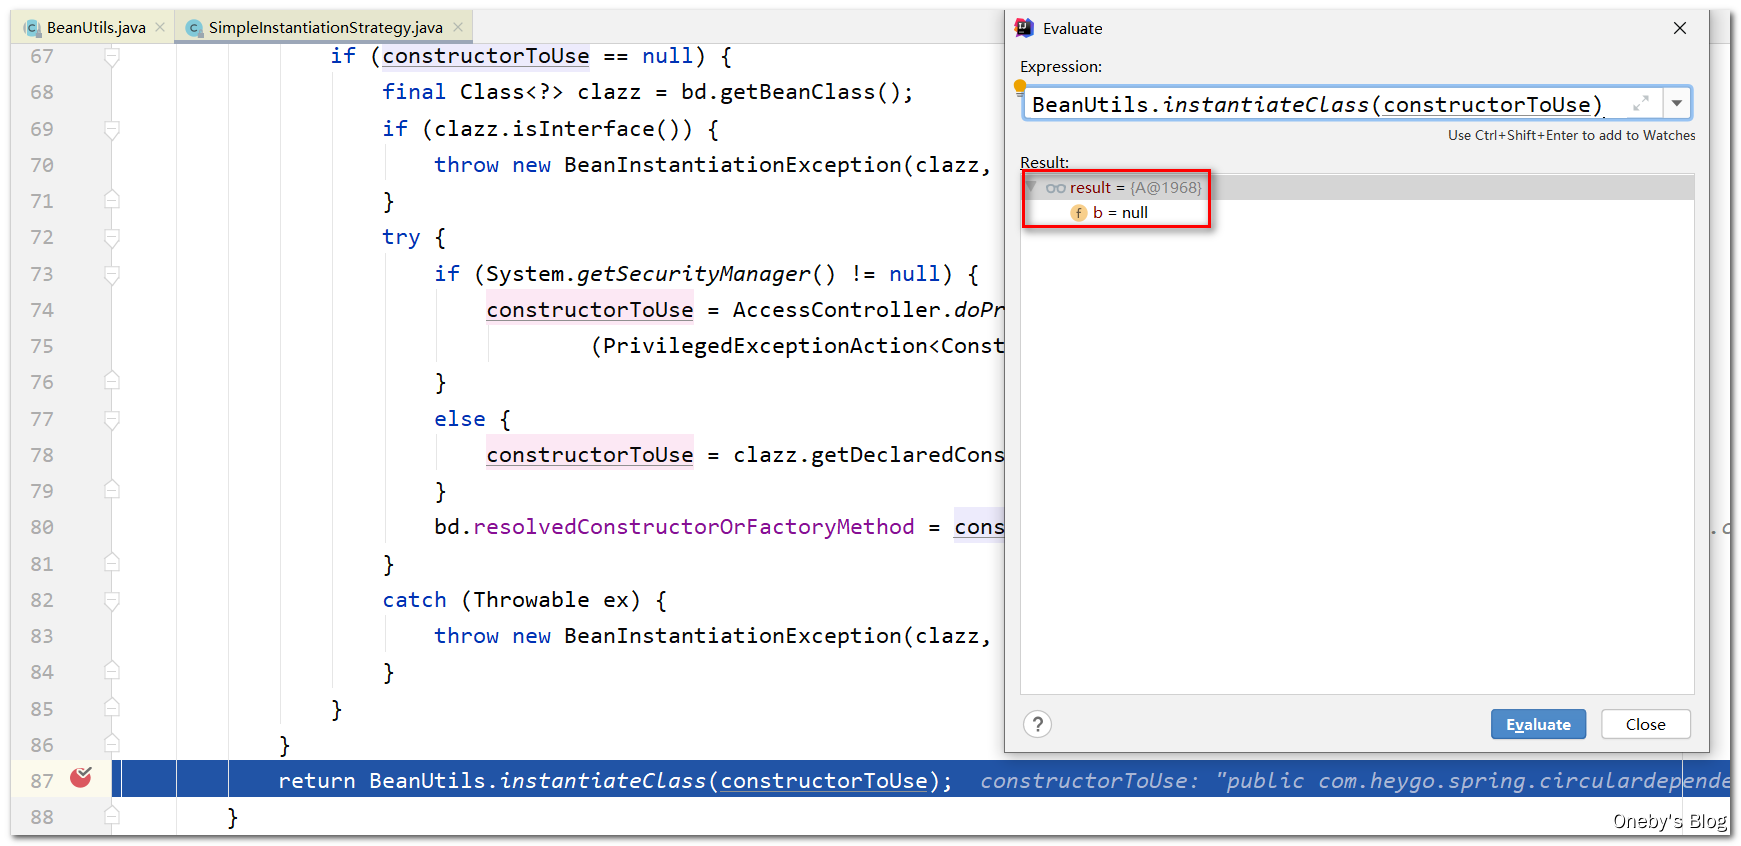 BeanUtils.java
SimpleInstantiationStrategy.java
67 if (constructorToUse == null) {
68 final Class<?> clazz = bd.getBeanClass();
69 if (clazz.isInterface()) {
70 throw new BeanInstantiationException(clazz,
71 }
72 try {
73 if (System.getSecurityManager() != null) {
74 constructorToUse = AccessController.doPr
75 (PrivilegedExceptionAction<Const
76 }
77 else {
78 constructorToUse = clazz.getDeclaredCons
79 }
80 bd.resolvedConstructorOrFactoryMethod = cons
81 }
82 catch (Throwable ex) {
83 throw new BeanInstantiationException(clazz,
84 }
85 }
86 }
87 return BeanUtils.instantiateClass(constructorToUse); constructorToUse: "public com.heygo.spring.circulardepende
88 }
Evaluate
Expression:
BeanUtils.instantiateClass(constructorToUse)
Use Ctrl+Shift+Enter to add to Watches
Result:
result = {A@1968}
f b = null
?
Evaluate
Close
Oneby's Blog